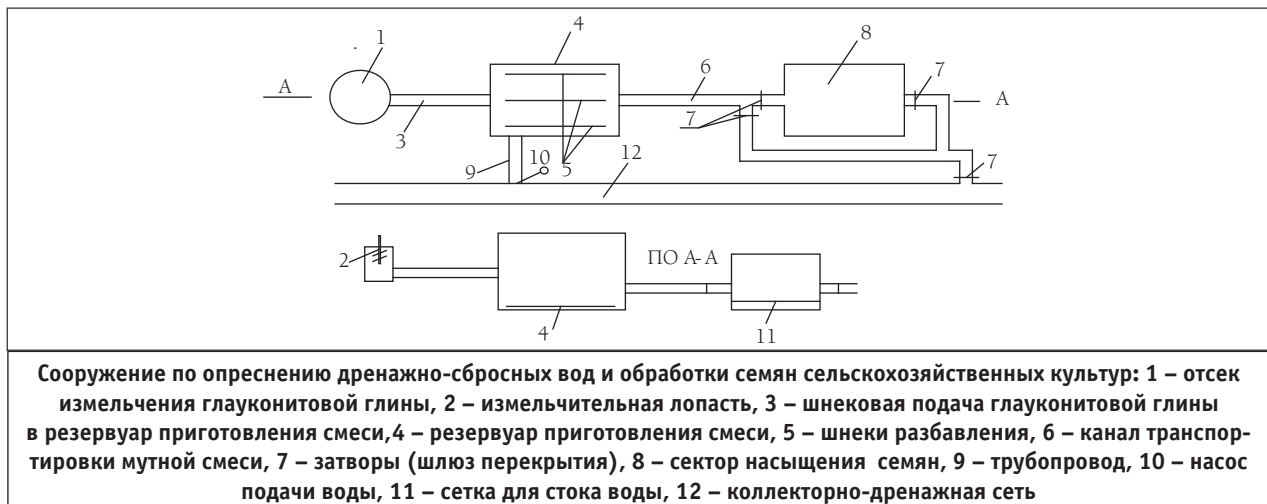 1
4
8
А
6
7
А
3
7
9
10
5
12
7
2
ПО А-А
4
11
Сооружение по опреснению дренажно-сбросных вод и обработки семян сельскохозяйственных культур: 1 – отсек
измельчения глауконитовой глины, 2 – измельчительная лопасть, 3 – шнековая подача глауконитовой глины
в резервуар приготовления смеси,4 – резервуар приготовления смеси, 5 – шнеки разбавления, 6 – канал транспор-
тировки мутной смеси, 7 – затворы (шлюз перекрытия), 8 – сектор насыщения семян, 9 – трубопровод, 10 – насос
подачи воды, 11 – сетка для стока воды, 12 – коллекторно-дренажная сеть